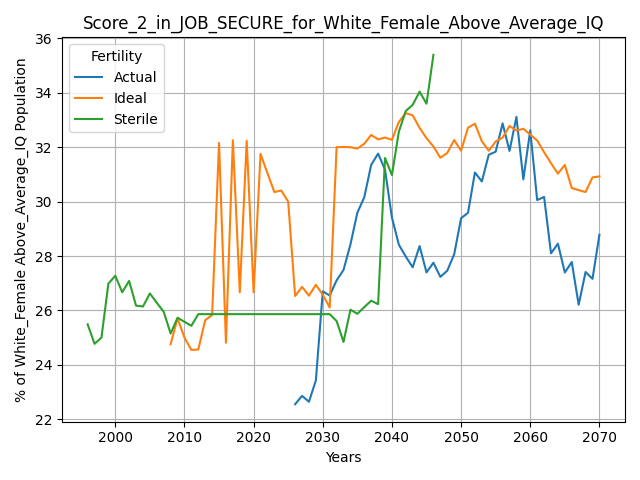 Score_2_in_JOB_SECURE_for_White_Female_Above_Average_IQ
% of White_Female Above_Average_IQ Population
36
34
32
30
28
26
24
22
Fertility
Actual
Ideal
Sterile
2000 2010 2020 2030 2040 2050 2060 2070
Years